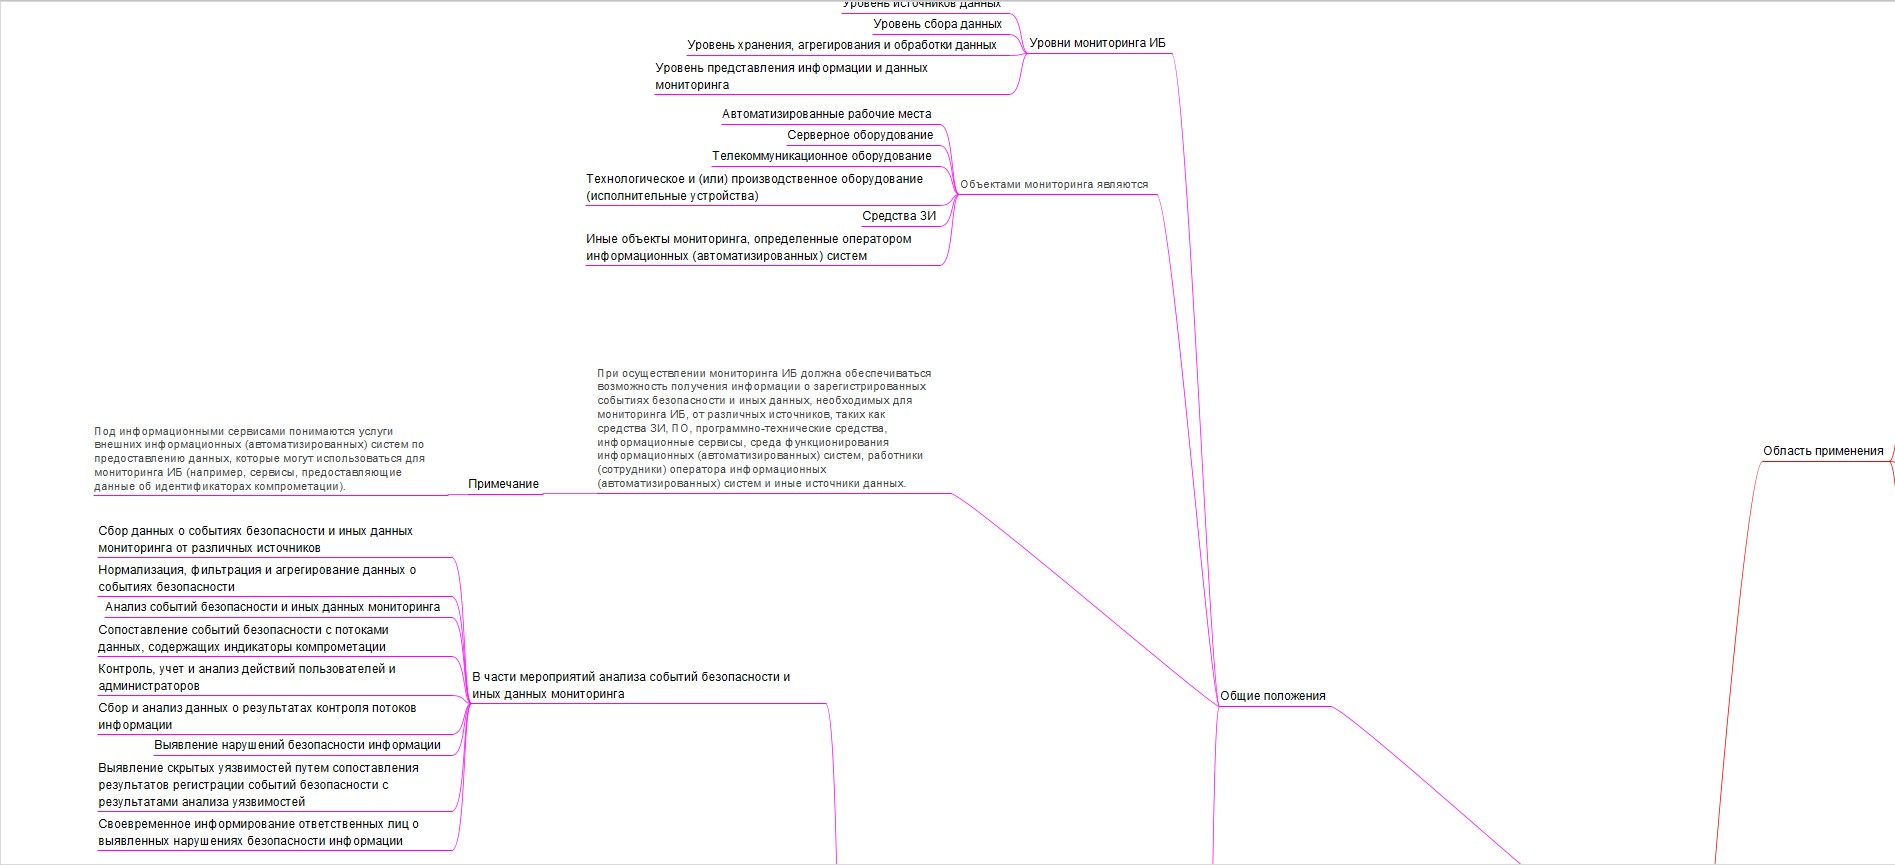 Уровень источников данных
Уровень сбора данных
Уровень хранения, агрегирования и обработки данных
Уровень представления информации и данных
мониторинга
Уровни мониторинга ИБ
Автоматизированные рабочие места
Серверное оборудование
Телекоммуникационное оборудование
Технологическое и (или) производственное оборудование
(исполнительные устройства)
Средства ЗИ
Иные объекты мониторинга, определенные оператором
информационных (автоматизированных) систем
Объектами мониторинга являются
При осуществлении мониторинга ИБ должна обеспечиваться
возможность получения информации о зарегистрированных
событиях безопасности и иных данных, необходимых для
мониторинга ИБ, от различных источников, таких как
средства ЗИ, ПО, программно-технические средства,
информационные сервисы, среда функционирования
информационных (автоматизированных) систем, работники
(сотрудники) оператора информационных
(автоматизированных) систем и иные источники данных.
Примечание
Под информационными сервисами понимаются услуги
внешних информационных (автоматизированных) систем по
предоставлению данных, которые могут использоваться для
мониторинга ИБ (например, сервисы, предоставляющие
данные об идентификаторах компрометации).
Сбор данных о событиях безопасности и иных данных
мониторинга от различных источников
Нормализация, фильтрация и агрегирование данных о
событиях безопасности
Анализ событий безопасности и иных данных мониторинга
Сопоставление событий безопасности с потоками
данных, содержащих индикаторы компрометации
Контроль, учет и анализ действий пользователей и
администраторов
Сбор и анализ данных о результатах контроля потоков
информации
Выявление нарушений безопасности информации
Выявление скрытых уязвимостей путем сопоставления
результатов регистрации событий безопасности с
результатами анализа уязвимостей
Своевременное информирование ответственных лиц о
выявленных нарушениях безопасности информации
В части мероприятий анализа событий безопасности и
иных данных мониторинга
Общие положения
Область применения